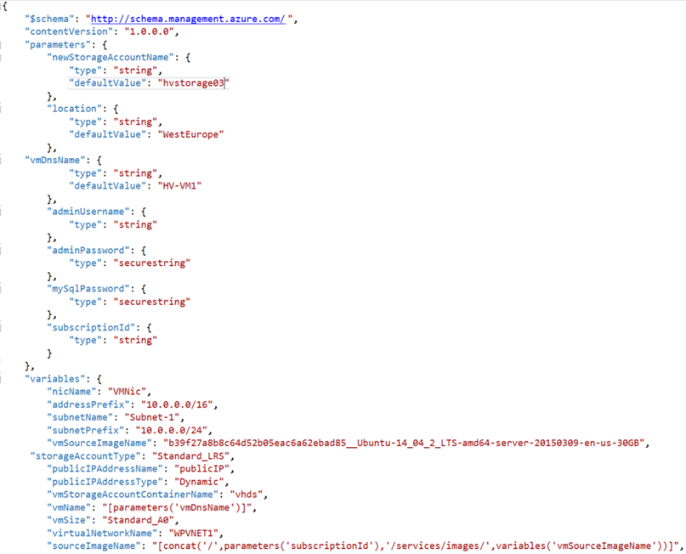 {
"$schema": "http://schema.management.azure.com/ ",
"contentVersion": "1.0.0.0",
"parameters": {
"newStorageAccountName": {
"type": "string",
"defaultValue": "hvstorage03"
},
"location": {
"type": "string",
"defaultValue": "WestEurope"
},
"vmDnsName": {
"type": "string",
"defaultValue": "HV-VM1"
},
"adminUsername": {
"type": "string"
},
"adminPassword": {
"type": "securestring"
},
"mySqlPassword": {
"type": "securestring"
},
"subscriptionId": {
"type": "string"
}
},
"variables": {
"nicName": "VMNic",
"addressPrefix": "10.0.0.0/16",
"subnetName": "Subnet-1",
"subnetPrefix": "10.0.0.0/24",
"vmSourceImageName": "b39f27a8b8c64d52b05eac6a62ebad85__Ubuntu-14_04_2_LTS-amd64-server-20150309-en-us-30GB",
"storageAccountType": "Standard_LRS",
"publicIPAddressName": "publicIP",
"publicIPAddressType": "Dynamic",
"vmStorageAccountContainerName": "vhds",
"vmName": "[parameters('vmDnsName')]",
"vmSize": "Standard_A0",
"virtualNetworkName": "WPVNET1",
"sourceImageName": "[concat('/',parameters('subscriptionId'),'/services/images/',variables('vmSourceImageName'))]",